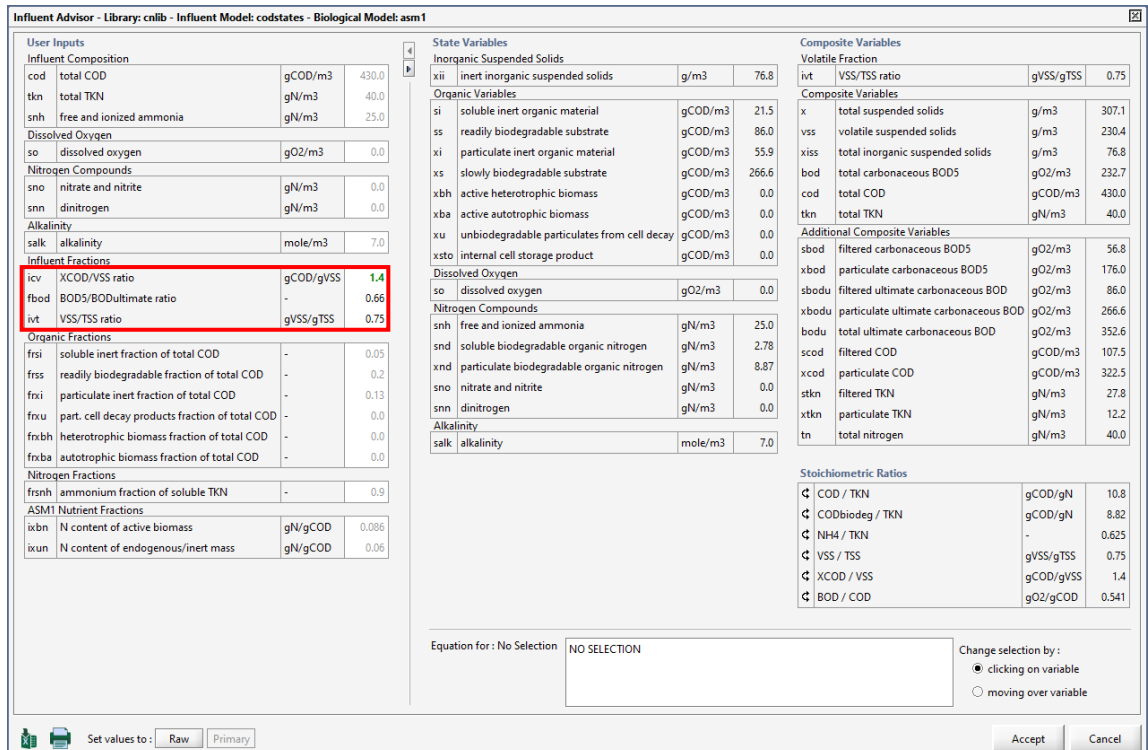 Influent Advisor - Library: cnlib - Influent Model: codstates - Biological Model: asm1
User Inputs
Influent Composition
cod total COD gCOD/m3 430.0
tkn total TKN gN/m3 40.0
snh free and ionized ammonia gN/m3 25.0
Dissolved Oxygen
so dissolved oxygen gO2/m3 0.0
Nitrogen Compounds
sno nitrate and nitrite gN/m3 0.0
snn dinitrogen gN/m3 0.0
Alkalinity
salk alkalinity mole/m3 7.0
Influent Fractions
icv XCOD/VSS ratio gCOD/gVSS 1.4
fbod BOD5/BODultimate ratio - 0.66
ivt VSS/TSS ratio gVSS/gTSS 0.75
Organic Fractions
frsi soluble inert fraction of total COD - 0.05
frss readily biodegradable fraction of total COD - 0.2
frxi particulate inert fraction of total COD - 0.13
frxu part. cell decay products fraction of total COD - 0.0
frxbh heterotrophic biomass fraction of total COD - 0.0
frxba autotrophic biomass fraction of total COD - 0.0
Nitrogen Fractions
frsnh ammonium fraction of soluble TKN - 0.9
ASM1 Nutrient Fractions
ixbn N content of active biomass gN/gCOD 0.086
ixun N content of endogenous/inert mass gN/gCOD 0.06
State Variables
Inorganic Suspended Solids
xii inert inorganic suspended solids g/m3 76.8
Organic Variables
si soluble inert organic material gCOD/m3 21.5
ss readily biodegradable substrate gCOD/m3 86.0
xi particulate inert organic material gCOD/m3 55.9
xs slowly biodegradable substrate gCOD/m3 266.6
xbh active heterotrophic biomass gCOD/m3 0.0
xba active autotrophic biomass gCOD/m3 0.0
xu unbiodegradable particulates from cell decay gCOD/m3 0.0
xsto internal cell storage product gCOD/m3 0.0
Dissolved Oxygen
so dissolved oxygen gO2/m3 0.0
Nitrogen Compounds
snh free and ionized ammonia gN/m3 25.0
snd soluble biodegradable organic nitrogen gN/m3 2.78
xnd particulate biodegradable organic nitrogen gN/m3 8.87
sno nitrate and nitrite gN/m3 0.0
snn dinitrogen gN/m3 0.0
Alkalinity
salk alkalinity mole/m3 7.0
Composite Variables
Volatile Fraction
ivt VSS/TSS ratio gVSS/gTSS 0.75
Composite Variables
x total suspended solids g/m3 307.1
vss volatile suspended solids g/m3 230.4
xiss total inorganic suspended solids g/m3 76.8
bod total carbonaceous BOD5 gO2/m3 232.7
cod total COD gCOD/m3 430.0
tkn total TKN gN/m3 40.0
Additional Composite Variables
sbod filtered carbonaceous BOD5 gO2/m3 56.8
xbod particulate carbonaceous BOD5 gO2/m3 176.0
sbodu filtered ultimate carbonaceous BOD gO2/m3 86.0
xbodu particulate ultimate carbonaceous BOD gO2/m3 266.6
bodu total ultimate carbonaceous BOD gO2/m3 352.6
scod filtered COD gCOD/m3 107.5
xcod particulate COD gCOD/m3 322.5
stkn filtered TKN gN/m3 27.8
xtkn particulate TKN gN/m3 12.2
tn total nitrogen gN/m3 40.0
Stoichiometric Ratios
COD / TKN gCOD/gN 10.8
CODbiodeg / TKN gCOD/gN 8.82
NH4 / TKN - 0.625
VSS / TSS gVSS/gTSS 0.75
XCOD / VSS gCOD/gVSS 1.4
BOD / COD gO2/gCOD 0.541
Equation for : No Selection
NO SELECTION
Change selection by :
clicking on variable
moving over variable
Set values to : Raw Primary
Accept Cancel